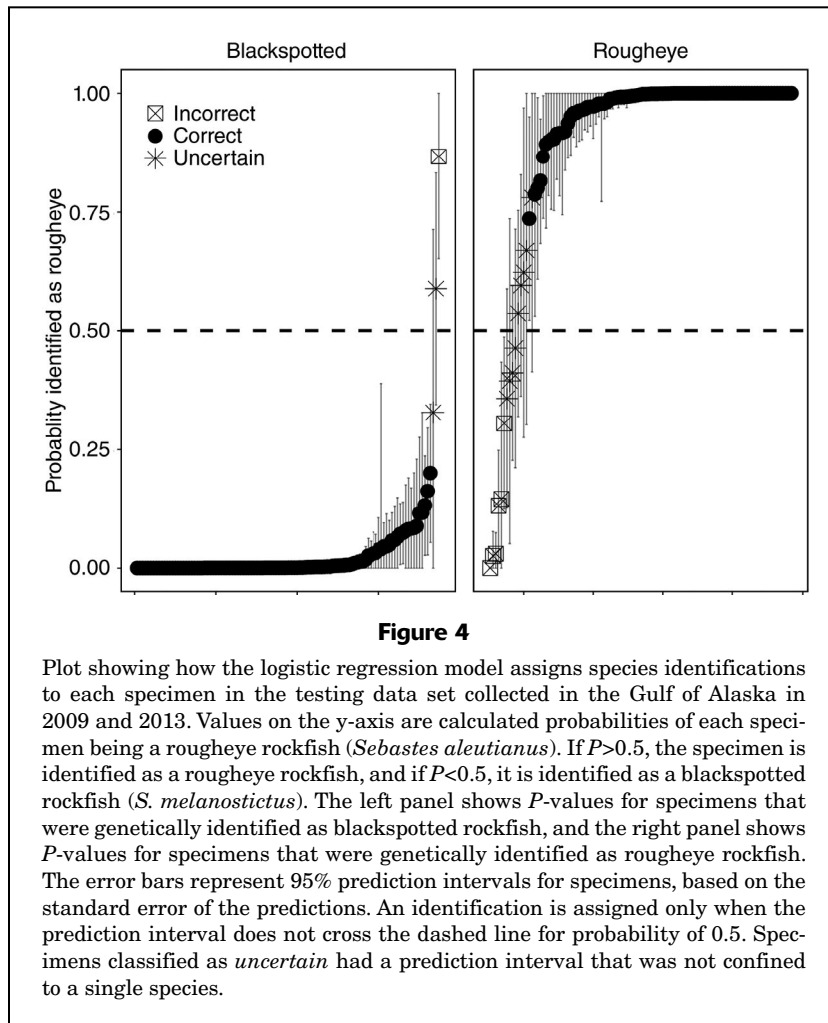 Blackspotted
Rougheye
1.00
0.75
0.50
0.25
0.00
Probablity identified as rougheye
Incorrect
Correct
Uncertain
Figure 4
Plot showing how the logistic regression model assigns species identifications
to each specimen in the testing data set collected in the Gulf of Alaska in
2009 and 2013. Values on the y-axis are calculated probabilities of each speci-
men being a rougheye rockfish (Sebastes aleutianus). If P>0.5, the specimen is
identified as a rougheye rockfish, and if P<0.5, it is identified as a blackspotted
rockfish (S. melanostictus). The left panel shows P-values for specimens that
were genetically identified as blackspotted rockfish, and the right panel shows
P-values for specimens that were genetically identified as rougheye rockfish.
The error bars represent 95% prediction intervals for specimens, based on the
standard error of the predictions. An identification is assigned only when the
prediction interval does not cross the dashed line for probability of 0.5. Spec-
imens classified as uncertain had a prediction interval that was not confined
to a single species.